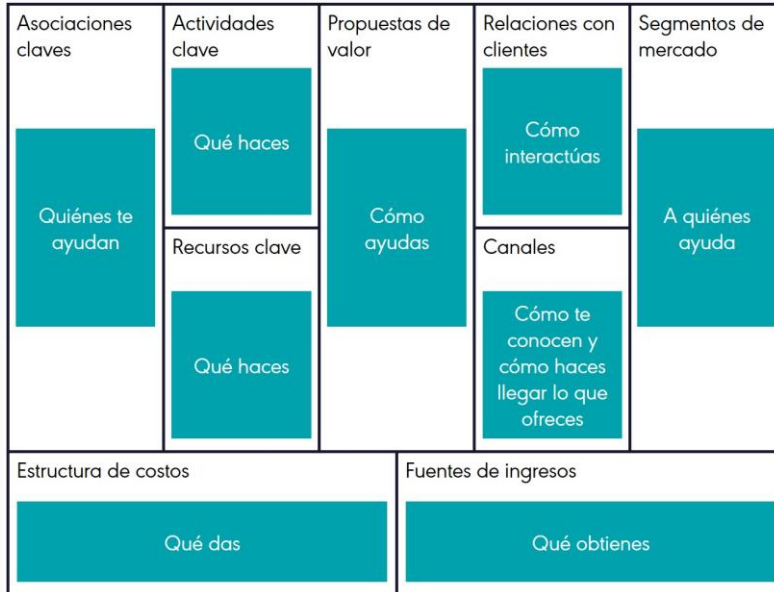 Asociaciones
claves
Quiénes te
ayudan
Actividades
clave
Qué haces
Recursos clave
Qué haces
Propuestas de
valor
Cómo
ayudas
Relaciones con
clientes
Cómo
interactúas
Canales
Cómo te
conocen y
cómo haces
llegar lo que
ofreces
Segmentos de
mercado
A quiénes
ayuda
Estructura de costos
Qué das
Fuentes de ingresos
Qué obtienes